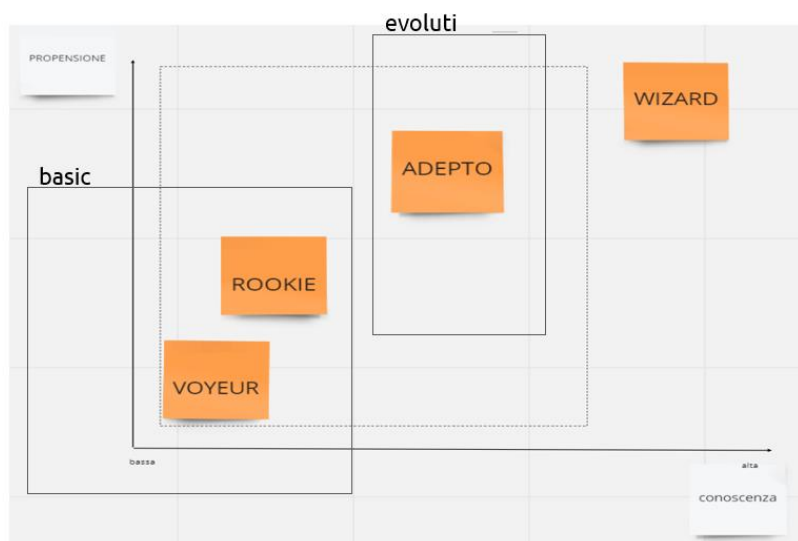 evoluti
PROPENSIONE
WIZARD
ADEPTO
basic
ROOKIE
VOYEUR
bassa
alta
conoscenza